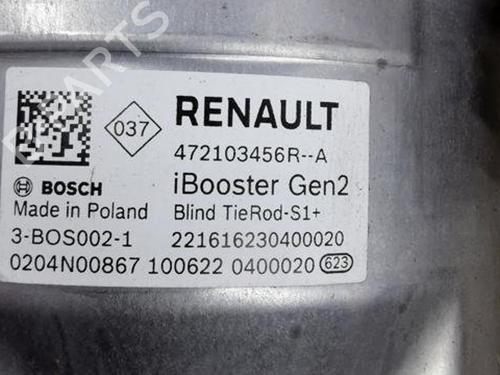 RENAULT
037
472103456R--A
BOSCH
iBooster Gen2
Made in Poland
Blind TieRod-S1+
3-BOS002-1
221616230400020
0204N00867 100622 0400020 623